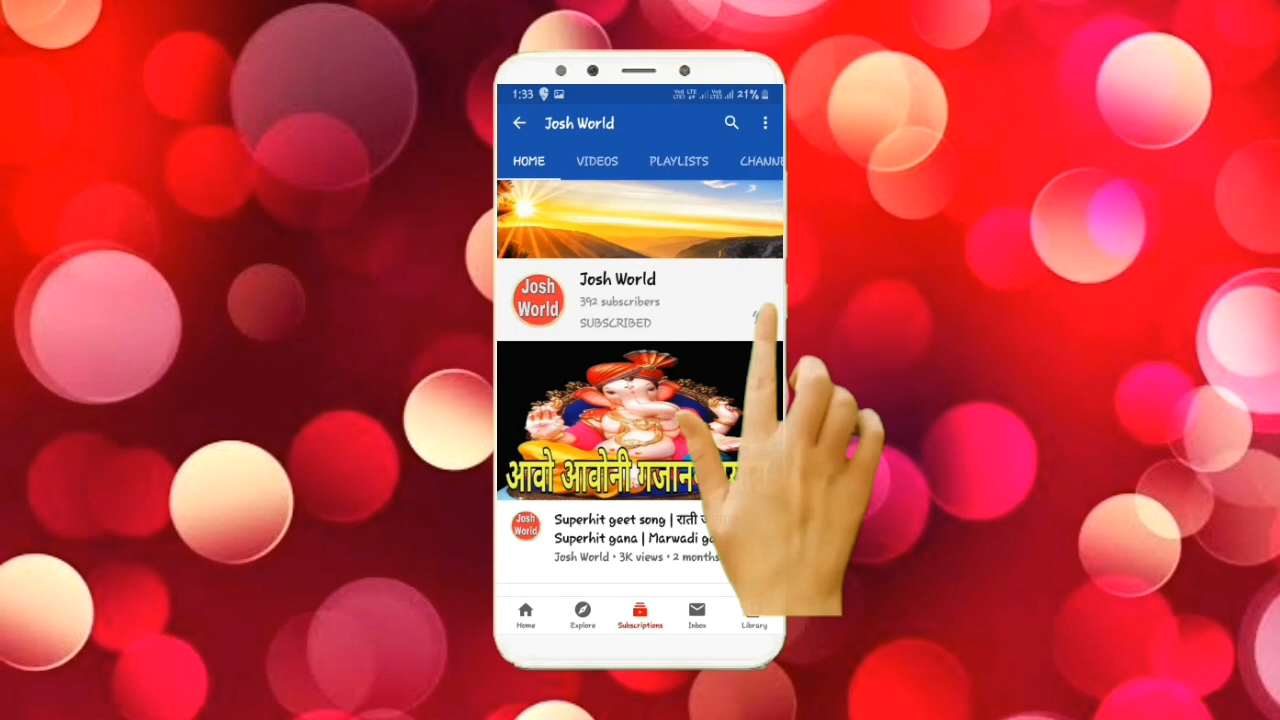 1:33
21%
Josh World
HOME VIDEOS PLAYLISTS CHANNE
Josh World
Josh World
392 subscribers
SUBSCRIBED
आवो आवोनी
Josh World
Superhit geet song | राती
Superhit gana | Marwadi
Josh World • 3K views • 2 months
Home Explore Subscriptions Inbox Library